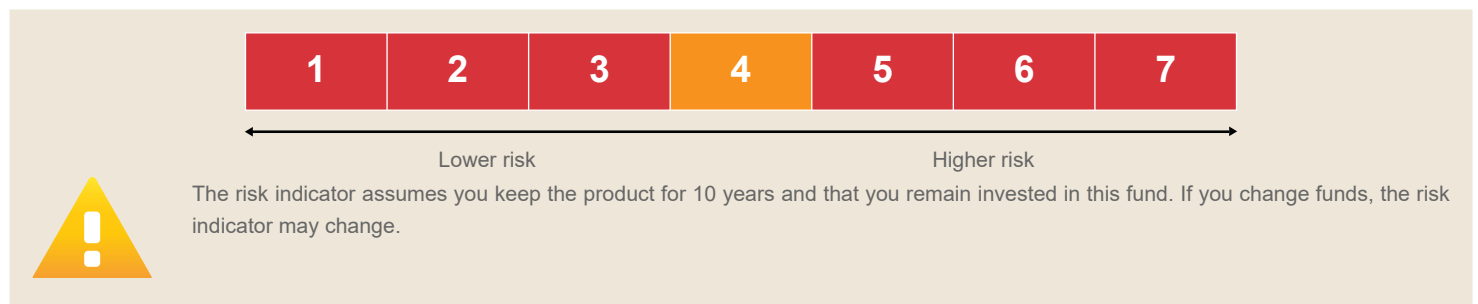 1 2 3 4 5 6 7
Lower risk Higher risk
The risk indicator assumes you keep the product for 10 years and that you remain invested in this fund. If you change funds, the risk
indicator may change.